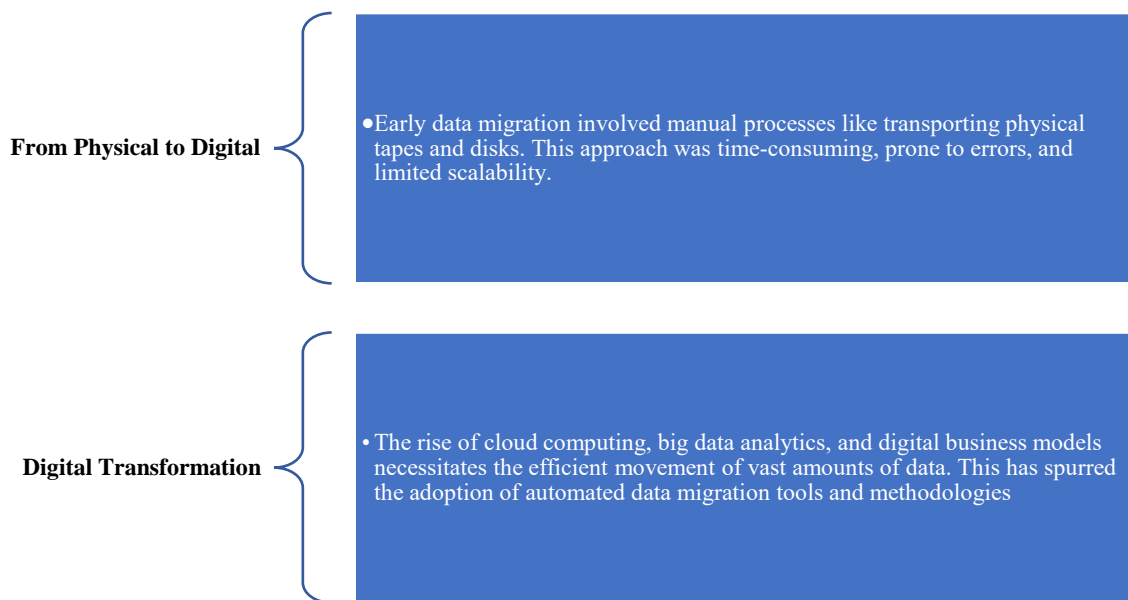 From Physical to Digital
•Early data migration involved manual processes like transporting physical
tapes and disks. This approach was time-consuming, prone to errors, and
limited scalability.
Digital Transformation
• The rise of cloud computing, big data analytics, and digital business models
necessitates the efficient movement of vast amounts of data. This has spurred
the adoption of automated data migration tools and methodologies